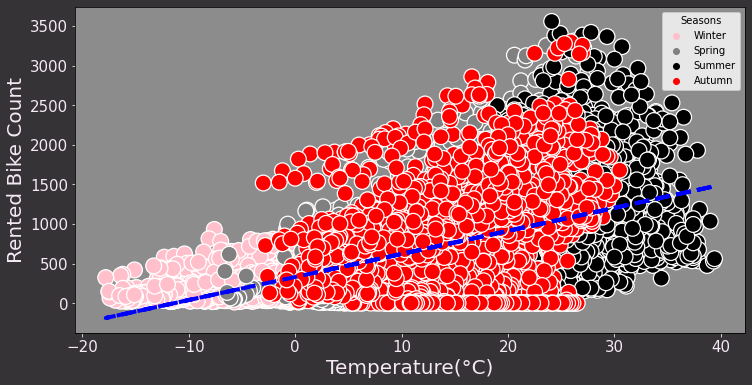 3500
3000
2500
2000
1500
1000
500
0
Rented Bike Count
Seasons
Winter
Spring
Summer
Autumn
−20
−10
0
10
20
30
40
Temperature(°C)